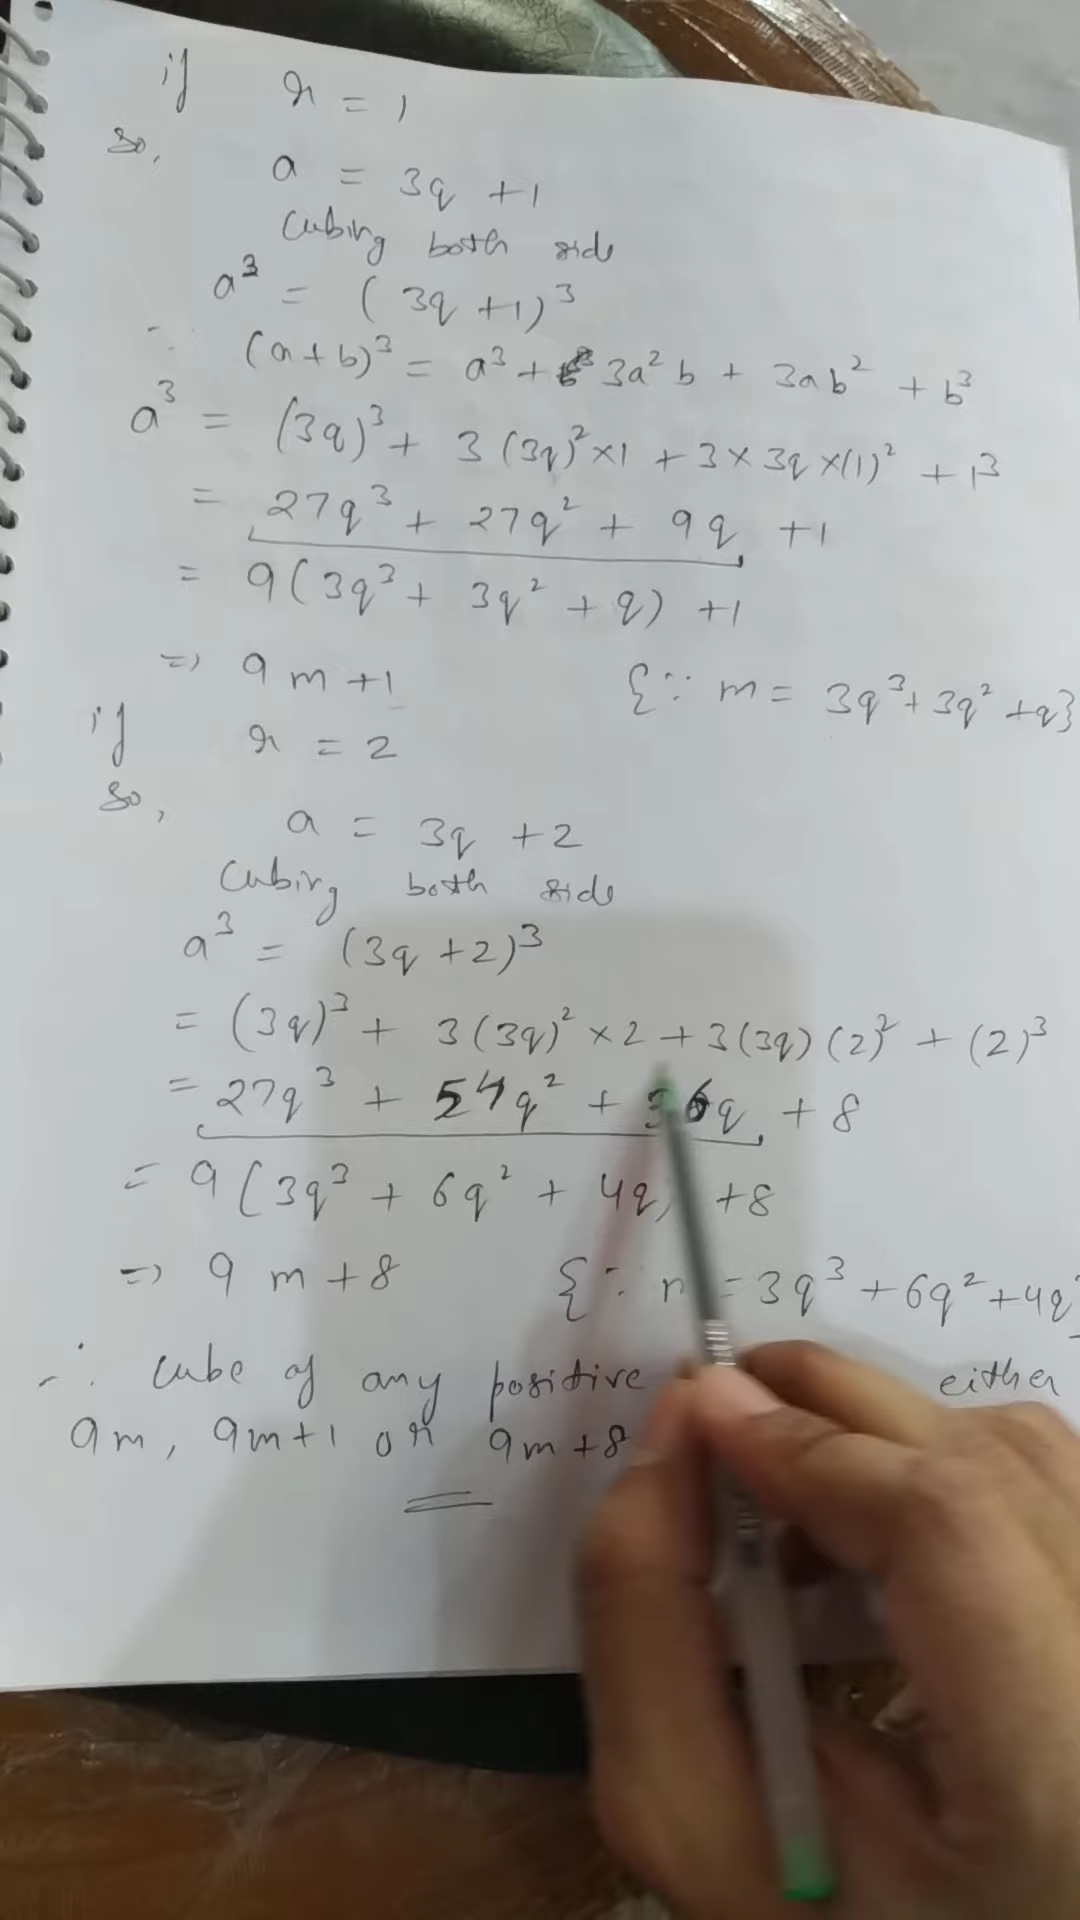 if r = 1
so,
a = 3q + 1
Cubing both side
a³ = (3q + 1)³
∵ (a + b)³ = a³ + 3a²b + 3ab² + b³
a³ = (3q)³ + 3(3q)² × 1 + 3 × 3q × (1)² + 1³
= 27q³ + 27q² + 9q + 1
= 9(3q³ + 3q² + q) + 1
=> 9m + 1 {∵ m = 3q³ + 3q² + q}
if r = 2
so,
a = 3q + 2
Cubing both side
a³ = (3q + 2)³
= (3q)³ + 3(3q)² × 2 + 3(3q)(2)² + (2)³
= 27q³ + 54q² + 36q + 8
= 9(3q³ + 6q² + 4q) + 8
=> 9m + 8 {∵ = 3q³ + 6q² + 4q}
∴ cube of any positive either
9m, 9m+1 or 9m+8